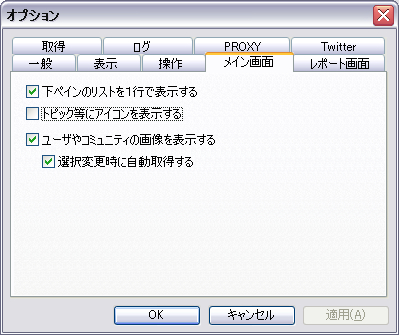 オプション
取得 ログ PROXY Twitter
一般 表示 操作 メイン画面 レポート画面
下ペインのリストを1行で表示する
トピック等にアイコンを表示する
ユーザやコミュニティの画像を表示する
選択変更時に自動取得する
OK キャンセル 適用(A)